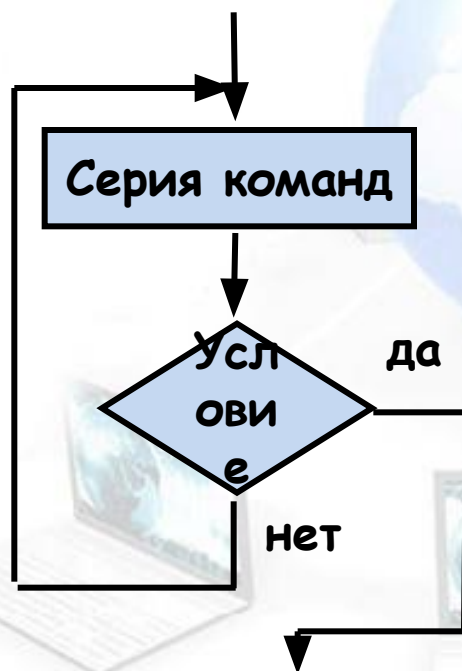 Серия команд
Усл
ови
е
да
нет